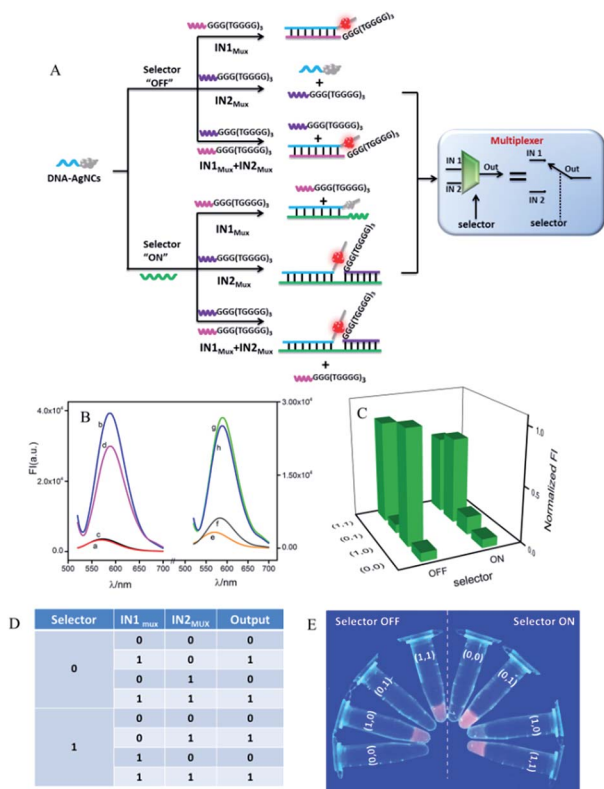 A
GGG(TGGGG)3
IN1Mux
GGG(TGGGG)3
Selector
"OFF"
GGG(TGGGG)3
IN2Mux
+
GGG(TGGGG)3
GGG(TGGGG)3
GGG(TGGGG)3
IN1Mux+IN2Mux
+
GGG(TGGGG)3
DNA-AgNCs
GGG(TGGGG)3
IN1Mux
GGG(TGGGG)3
+
Selector
"ON"
GGG(TGGGG)3
IN2Mux
GGG(TGGGG)3
GGG(TGGGG)3
GGG(TGGGG)3
IN1Mux+IN2Mux
GGG(TGGGG)3
+
GGG(TGGGG)3
Multiplexer
IN 1
IN 2
Out
=
IN 1
IN 2
Out
selector
selector
B
FI(a.u.)
4.0x10⁴
2.0x10⁴
0.0
3.00x10⁴
1.50x10⁴
0.00
b
d
c
a
g
h
f
e
500 550 600 650 700 500 550 600 650 700
λ/nm λ/nm
C
Normalized FI
1.0
0.5
0.0
(1,1)
(0,1)
(1,0)
(0,0)
OFF
ON
selector
D
Selector IN1 mux IN2MUX Output
0
0 0 0
1 0 1
0 1 0
1 1 1
1
0 0 0
0 1 1
1 0 0
1 1 1
E
Selector OFF Selector ON
(0,0)
(1,0)
(0,1)
(1,1)
(0,0)
(0,1)
(1,0)
(1,1)